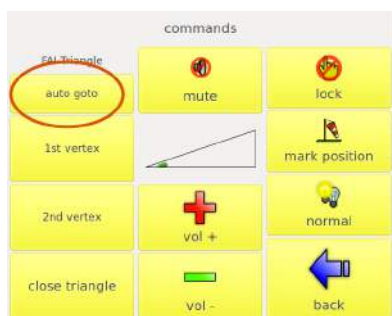 commands
FAI Triangle
auto goto
mute
lock
1st vertex
mark position
2nd vertex
vol +
normal
close triangle
vol -
back